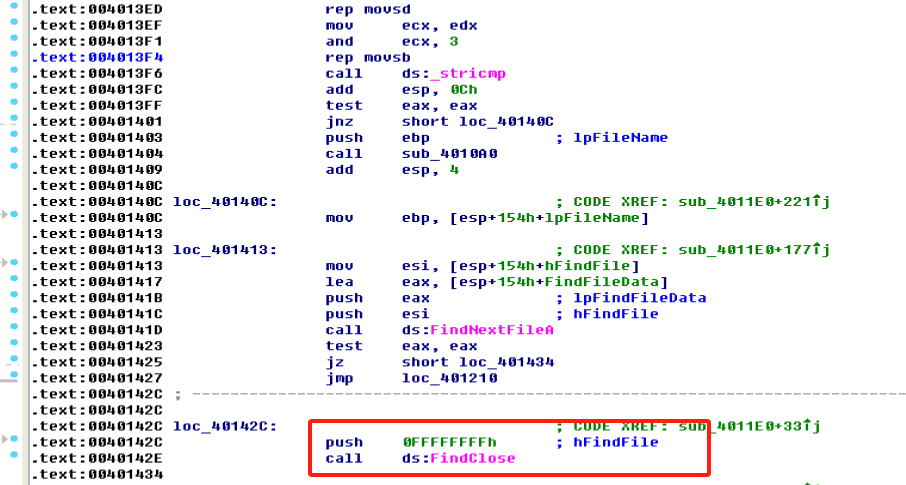 .text:004013ED rep movsd
.text:004013EF mov ecx, edx
.text:004013F1 and ecx, 3
.text:004013F4 rep movsb
.text:004013F6 call ds:_stricmp
.text:004013FC add esp, 0Ch
.text:004013FF test eax, eax
.text:00401401 jnz short loc_40140C
.text:00401403 push ebp ; lpFileName
.text:00401404 call sub_4010A0
.text:00401409 add esp, 4
.text:0040140C
.text:0040140C loc_40140C: ; CODE XREF: sub_4011E0+221↑j
.text:0040140C mov ebp, [esp+154h+lpFileName]
.text:00401413
.text:00401413 loc_401413: ; CODE XREF: sub_4011E0+177↑j
.text:00401413 mov esi, [esp+154h+hFindFile]
.text:00401417 lea eax, [esp+154h+FindFileData]
.text:0040141B push eax ; lpFindFileData
.text:0040141C push esi ; hFindFile
.text:0040141D call ds:FindNextFileA
.text:00401423 test eax, eax
.text:00401425 jz short loc_401434
.text:00401427 jmp loc_401210
.text:0040142C ; ---------------------------------------------------------------------------
.text:0040142C
.text:0040142C loc_40142C: ; CODE XREF: sub_4011E0+33↑j
.text:0040142C push 0FFFFFFFFh ; hFindFile
.text:0040142E call ds:FindClose
.text:00401434